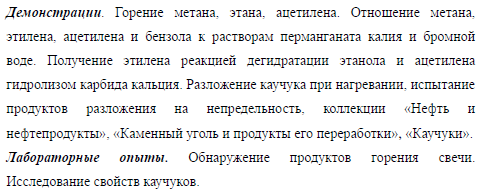 Демонстрации. Горение метана, этана, ацетилена. Отношение метана,
этилена, ацетилена и бензола к растворам перманганата калия и бромной
воде. Получение этилена реакцией дегидратации этанола и ацетилена
гидролизом карбида кальция. Разложение каучука при нагревании, испытание
продуктов разложения на непредельность, коллекции «Нефть и
нефтепродукты», «Каменный уголь и продукты его переработки», «Каучуки».
Лабораторные опыты. Обнаружение продуктов горения свечи.
Исследование свойств каучуков.